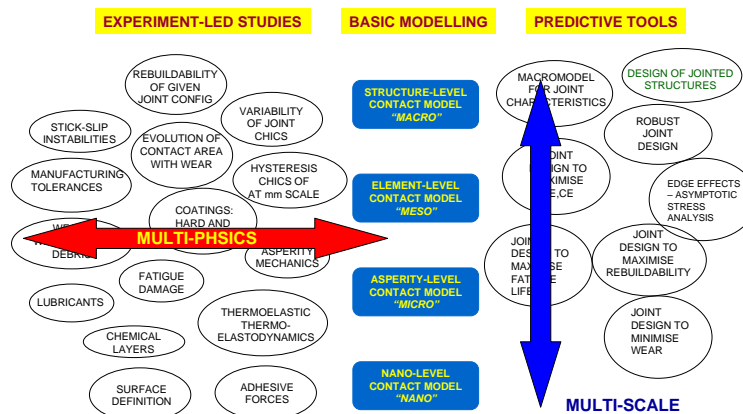 EXPERIMENT-LED STUDIES
BASIC MODELLING
PREDICTIVE TOOLS
REBUILDABILITY
OF GIVEN
JOINT CONFIG
VARIABILITY
OF JOINT
CHICS
STICK-SLIP
INSTABILITIES
EVOLUTION OF
CONTACT AREA
WITH WEAR
MANUFACTURING
TOLERANCES
HYSTERESIS
CHICS OF
AT mm SCALE
COATINGS:
HARD AND
MULTI-PHSICS
ASPERITY
MECHANICS
FATIGUE
DAMAGE
LUBRICANTS
THERMOELASTIC
THERMO-
ELASTODYNAMICS
CHEMICAL
LAYERS
SURFACE
DEFINITION
ADHESIVE
FORCES
STRUCTURE-LEVEL
CONTACT MODEL
"MACRO"
ELEMENT-LEVEL
CONTACT MODEL
"MESO"
ASPERITY-LEVEL
CONTACT MODEL
"MICRO"
NANO-LEVEL
CONTACT MODEL
"NANO"
MACROMODEL
FOR JOINT
CHARACTERISTICS
DESIGN OF JOINTED
STRUCTURES
ROBUST
JOINT
DESIGN
DESIGN TO
EDGE EFFECTS
– ASYMPTOTIC
STRESS
ANALYSIS
JOINT
DESIGN TO
MAXIMISE
REBUILDABILITY
JOINT
DESIGN TO
MINIMISE
WEAR
MULTI-SCALE